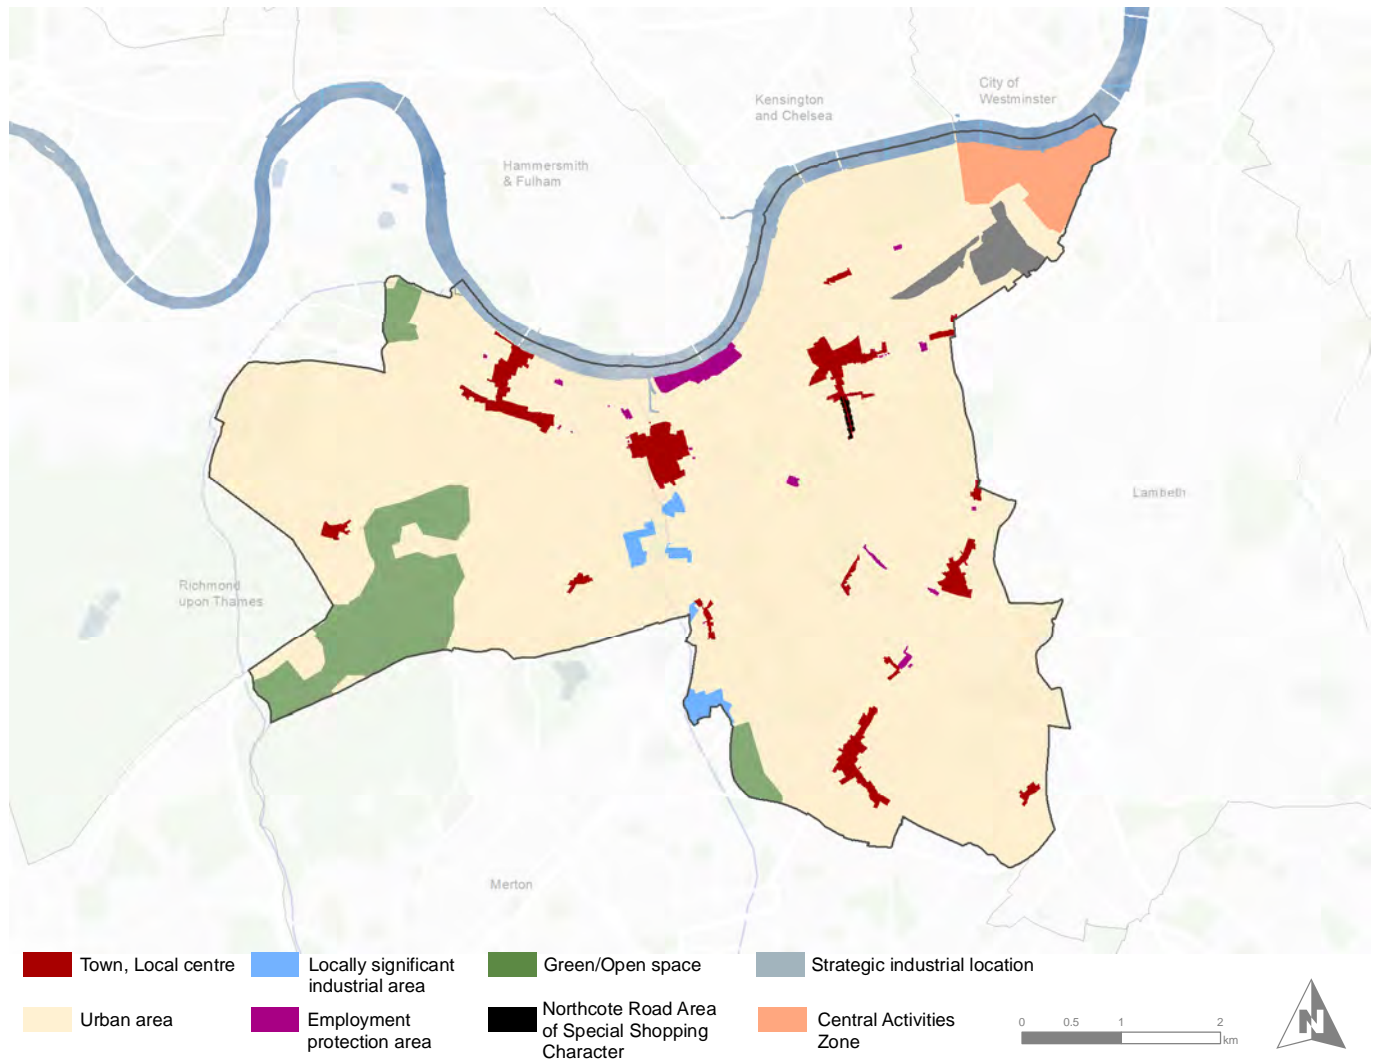 City of
Westminster
Kensington
and Chelsea
Hammersmith
& Fulham
Lambeth
Richmond
upon Thames
Merton
Town, Local centre
Locally significant
industrial area
Green/Open space
Strategic industrial location
Urban area
Employment
protection area
Northcote Road Area
of Special Shopping
Character
Central Activities
Zone
0 0.5 1 2
km
N